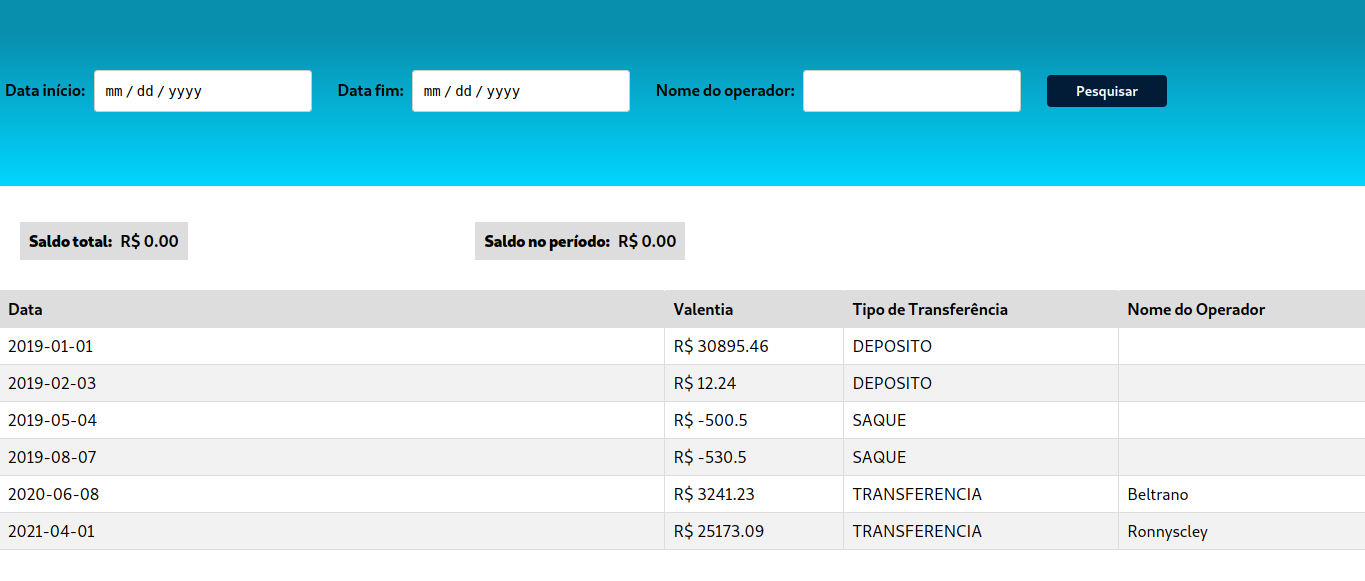 Data início: mm / dd / yyyy Data fim: mm / dd / yyyy Nome do operador: Pesquisar
Saldo total: R$ 0.00 Saldo no período: R$ 0.00
Data Valentia Tipo de Transferência Nome do Operador
2019-01-01 R$ 30895.46 DEPOSITO
2019-02-03 R$ 12.24 DEPOSITO
2019-05-04 R$ -500.5 SAQUE
2019-08-07 R$ -530.5 SAQUE
2020-06-08 R$ 3241.23 TRANSFERENCIA Beltrano
2021-04-01 R$ 25173.09 TRANSFERENCIA Ronnyscley